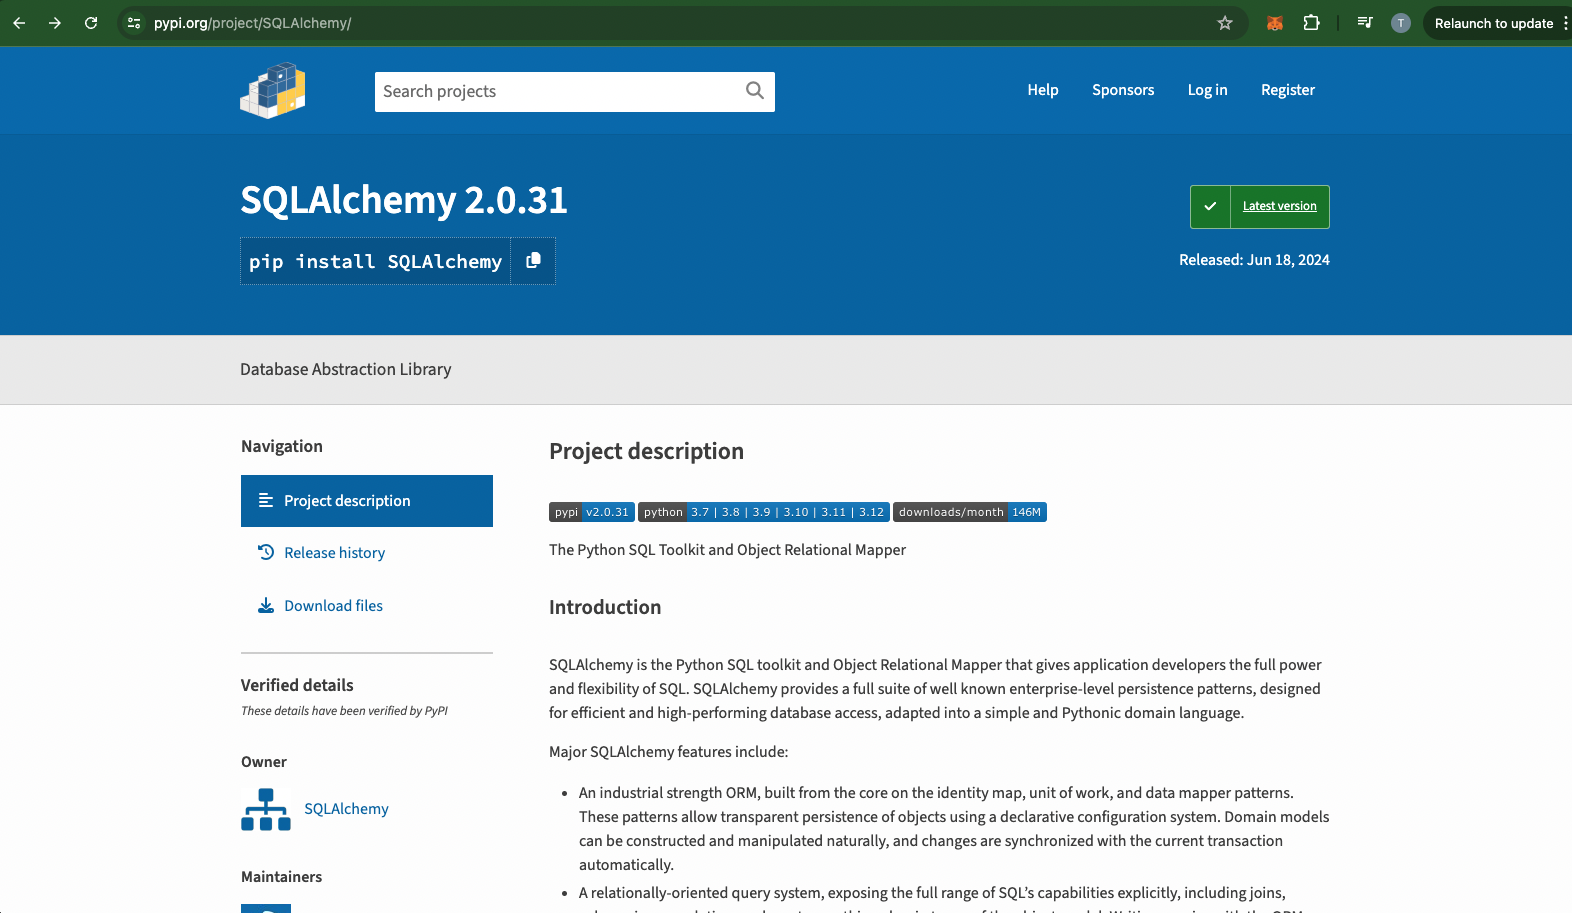 pypi.org/project/SQLAlchemy/
T
Relaunch to update
Search projects
Help
Sponsors
Log in
Register
SQLAlchemy 2.0.31
pip install SQLAlchemy
Latest version
Released: Jun 18, 2024
Database Abstraction Library
Navigation
Project description
Release history
Download files
Verified details
These details have been verified by PyPI
Owner
SQLAlchemy
Maintainers
Project description
pypi v2.0.31 python 3.7 | 3.8 | 3.9 | 3.10 | 3.11 | 3.12 downloads/month 146M
The Python SQL Toolkit and Object Relational Mapper
Introduction
SQLAlchemy is the Python SQL toolkit and Object Relational Mapper that gives application developers the full power
and flexibility of SQL. SQLAlchemy provides a full suite of well known enterprise-level persistence patterns, designed
for efficient and high-performing database access, adapted into a simple and Pythonic domain language.
Major SQLAlchemy features include:
• An industrial strength ORM, built from the core on the identity map, unit of work, and data mapper patterns.
These patterns allow transparent persistence of objects using a declarative configuration system. Domain models
can be constructed and manipulated naturally, and changes are synchronized with the current transaction
automatically.
• A relationally-oriented query system, exposing the full range of SQL's capabilities explicitly, including joins,